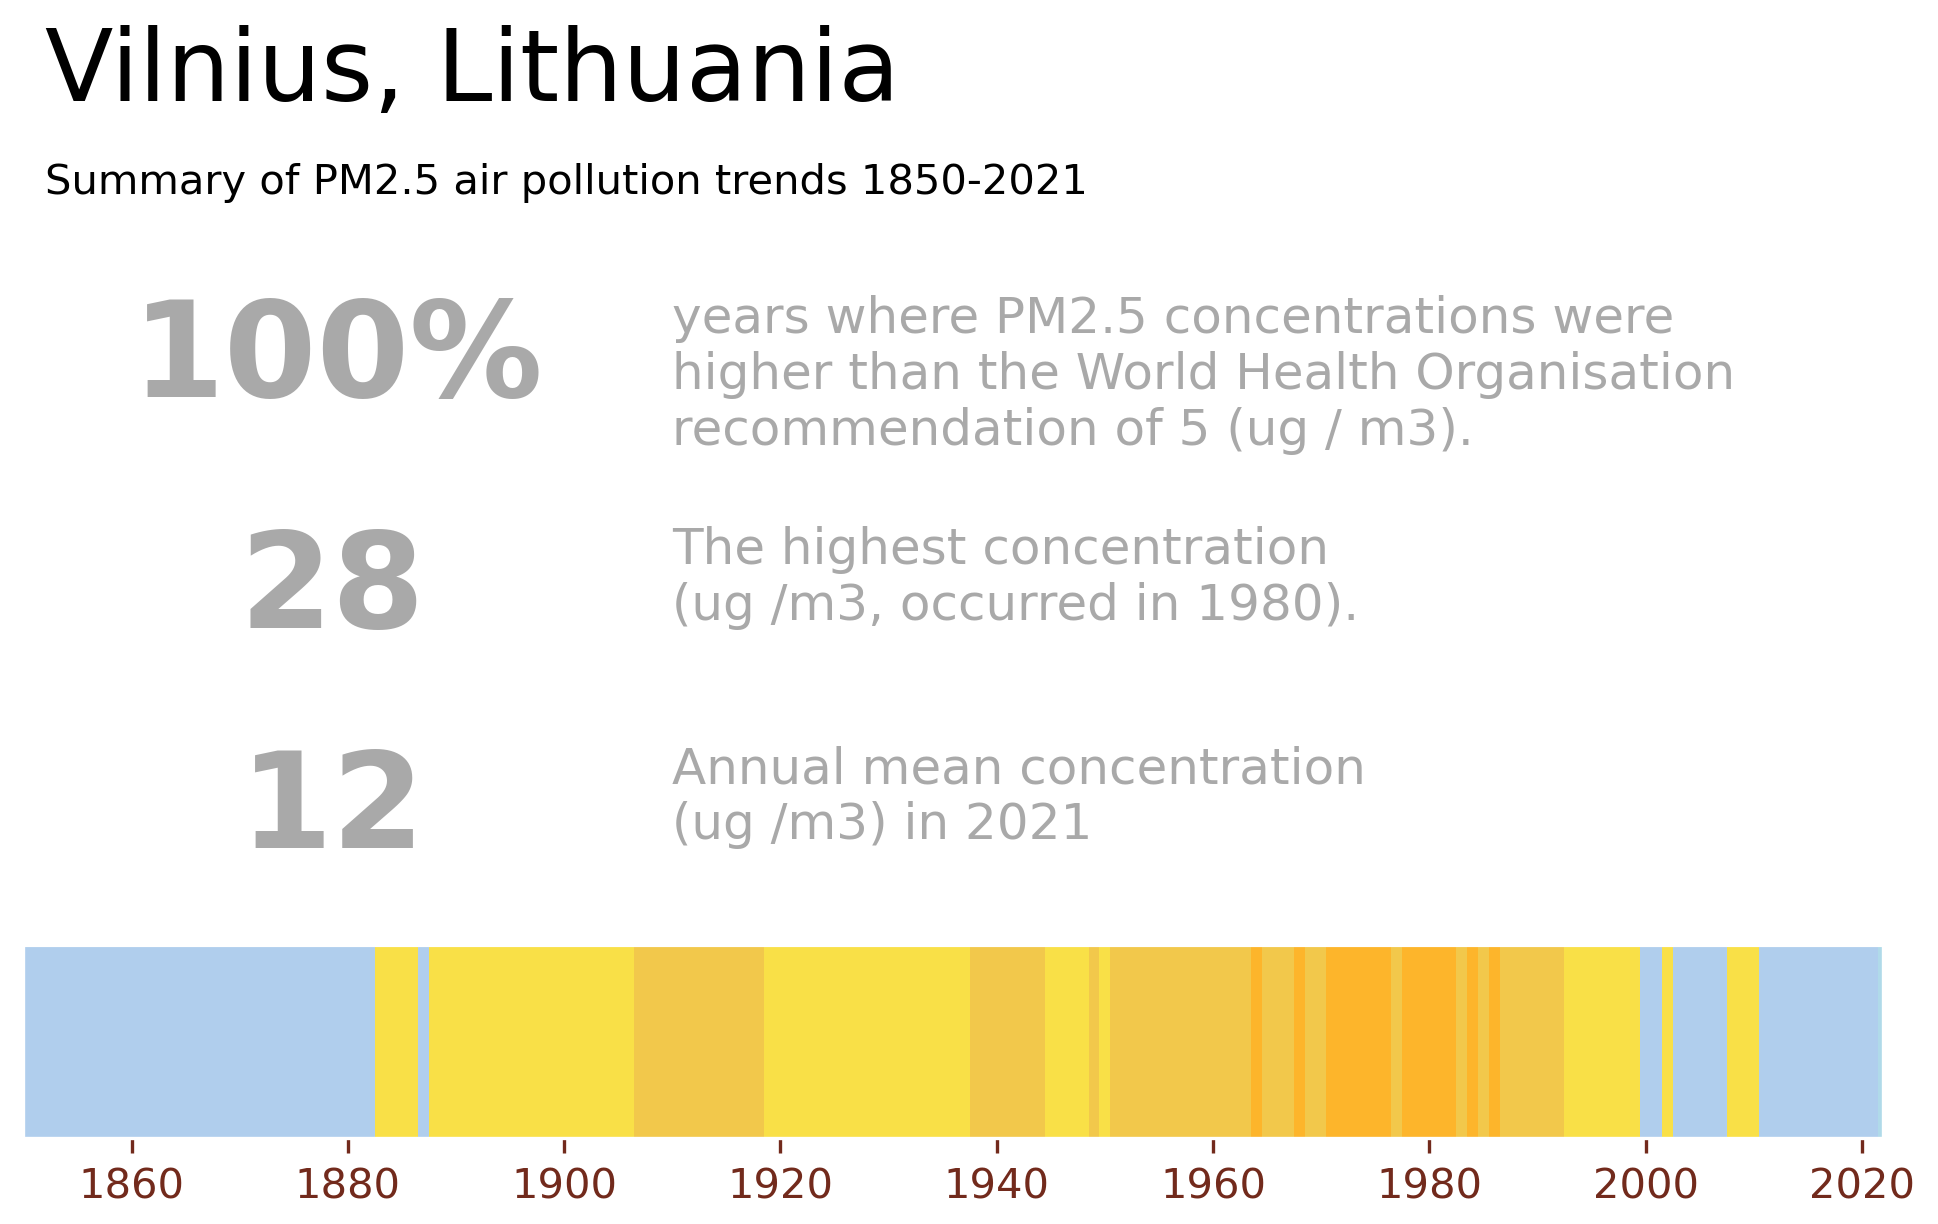 Vilnius, Lithuania
Summary of PM2.5 air pollution trends 1850-2021
100%
years where PM2.5 concentrations were
higher than the World Health Organisation
recommendation of 5 (ug / m3).
28
The highest concentration
(ug /m3, occurred in 1980).
12
Annual mean concentration
(ug /m3) in 2021
1860 1880 1900 1920 1940 1960 1980 2000 2020